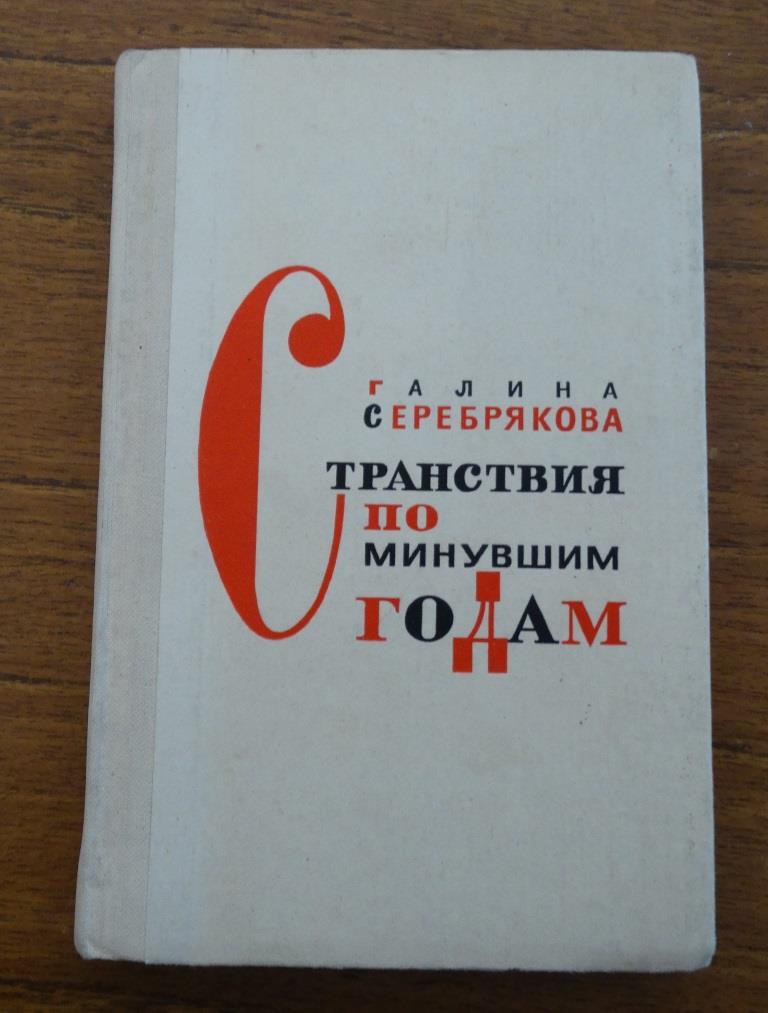 ГАЛИНА
СЕРЕБРЯКОВА
СТРАНСТВИЯ
ПО
МИНУВШИМ
ГОДАМ